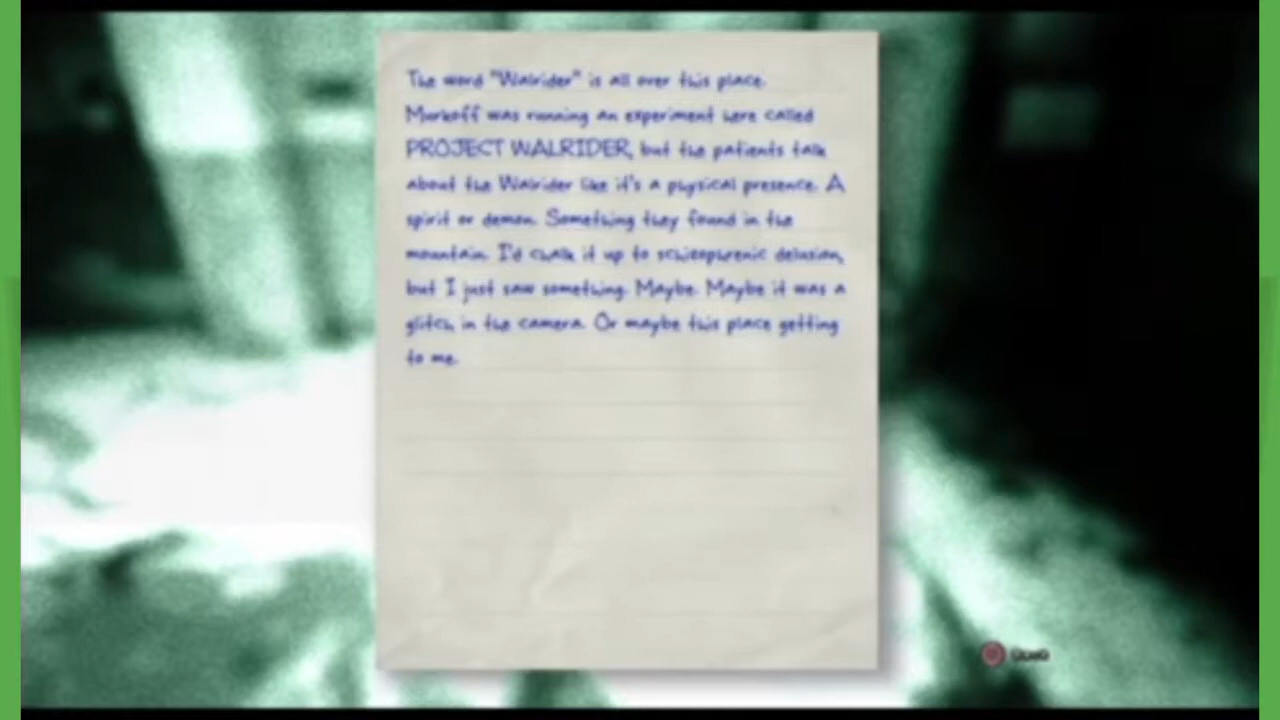 The word "Walrider" is all over this place.
Murkoff was running an experiment here called
PROJECT WALRIDER, but the patients talk
about the Walrider like it's a physical presence. A
spirit or demon. Something they found in the
mountain. I'd chalk it up to schizophrenic delusion,
but I just saw something. Maybe. Maybe it was a
glitch in the camera. Or maybe this place getting
to me.